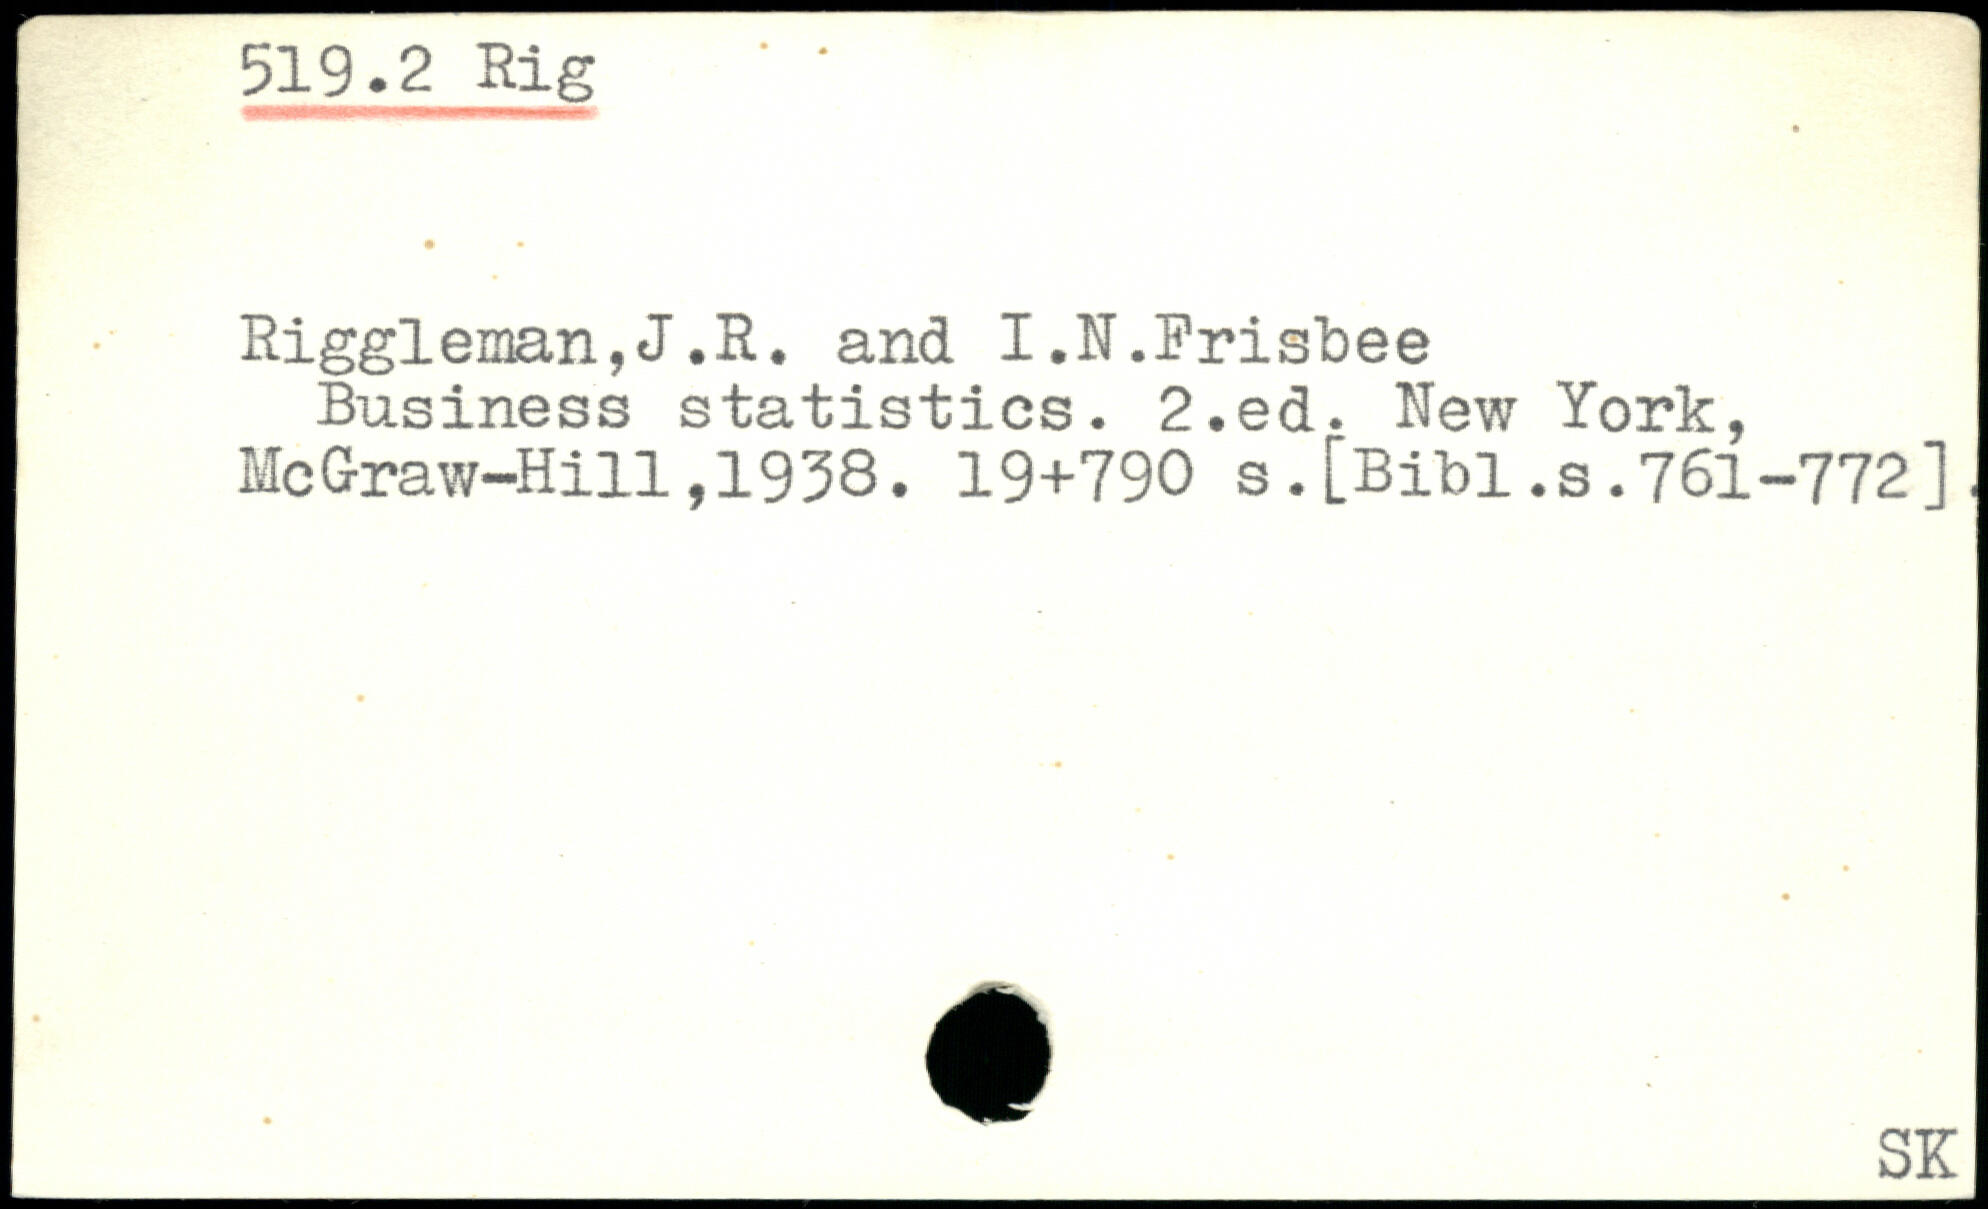 519.2 Rig
Riggleman,J.R. and I.N.Frisbee
Business statistics. 2.ed. New York,
McGraw-Hill,1938. 19+790 s.[Bibl.s.761-772].
SK